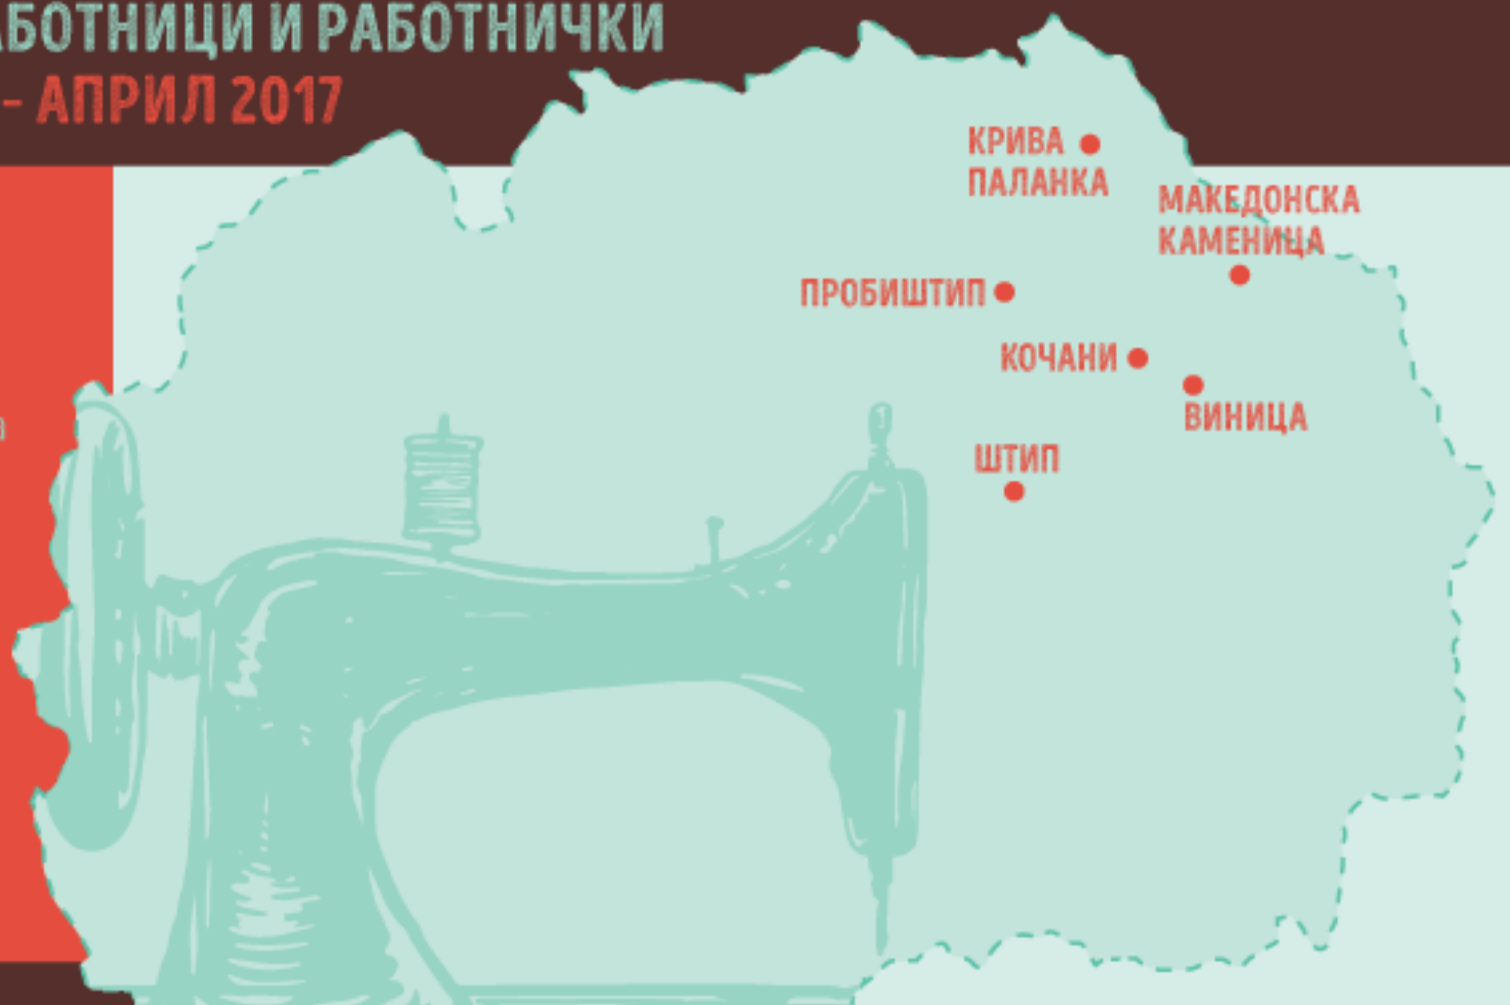 АБОТНИЦИ И РАБОТНИЧКИ
- АПРИЛ 2017
КРИВА
ПАЛАНКА
МАКЕДОНСКА
КАМЕНИЦА
ПРОБИШТИП
КОЧАНИ
ВИНИЦА
ШТИП